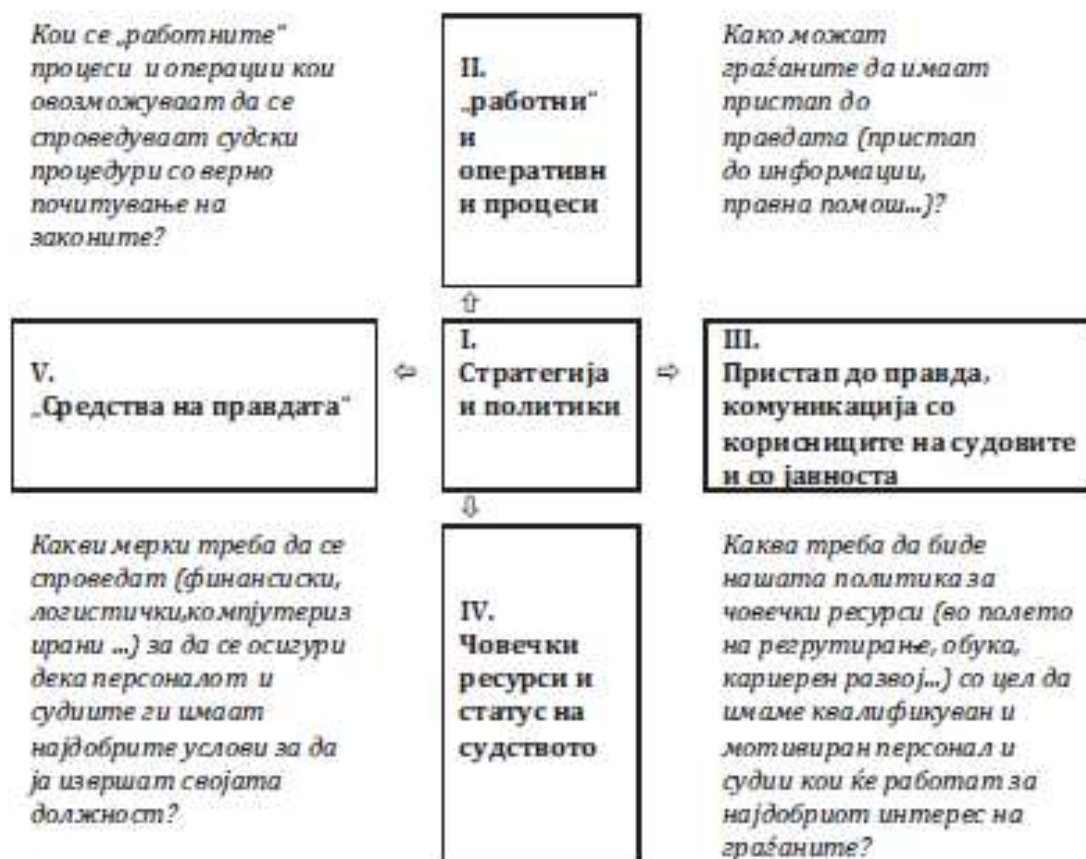 Кои се „работните“
процеси и операции кои
овозможуваат да се
спроведуваат судски
процедури со верно
почитување на
законите?
II.
„работни“
и
оперативн
и процеси
Како можат
граѓаните да имаат
пристап до
правдата (пристап
до информации,
правна помош...)?
⇧
V.
„Средства на правдата“
⇦
I.
Стратегија
и политики
⇨
III.
Пристап до правда,
комуникација со
корисниците на судовите
и со јавноста
⇩
Какви мерки треба да се
спроведат (финансиски,
логистички,компјутериз
ирани ...) за да се осигури
дека персоналот и
судиите ги имаат
најдобрите услови за да
ја извршат својата
должност?
IV.
Човечки
ресурси и
статус на
судството
Каква треба да биде
нашата политика за
човечки ресурси (во полето
на регрутирање, обука,
кариерен развој...) со цел да
имаме квалификуван и
мотивиран персонал и
судии кои ќе работат за
најдобриот интерес на
граѓаните?